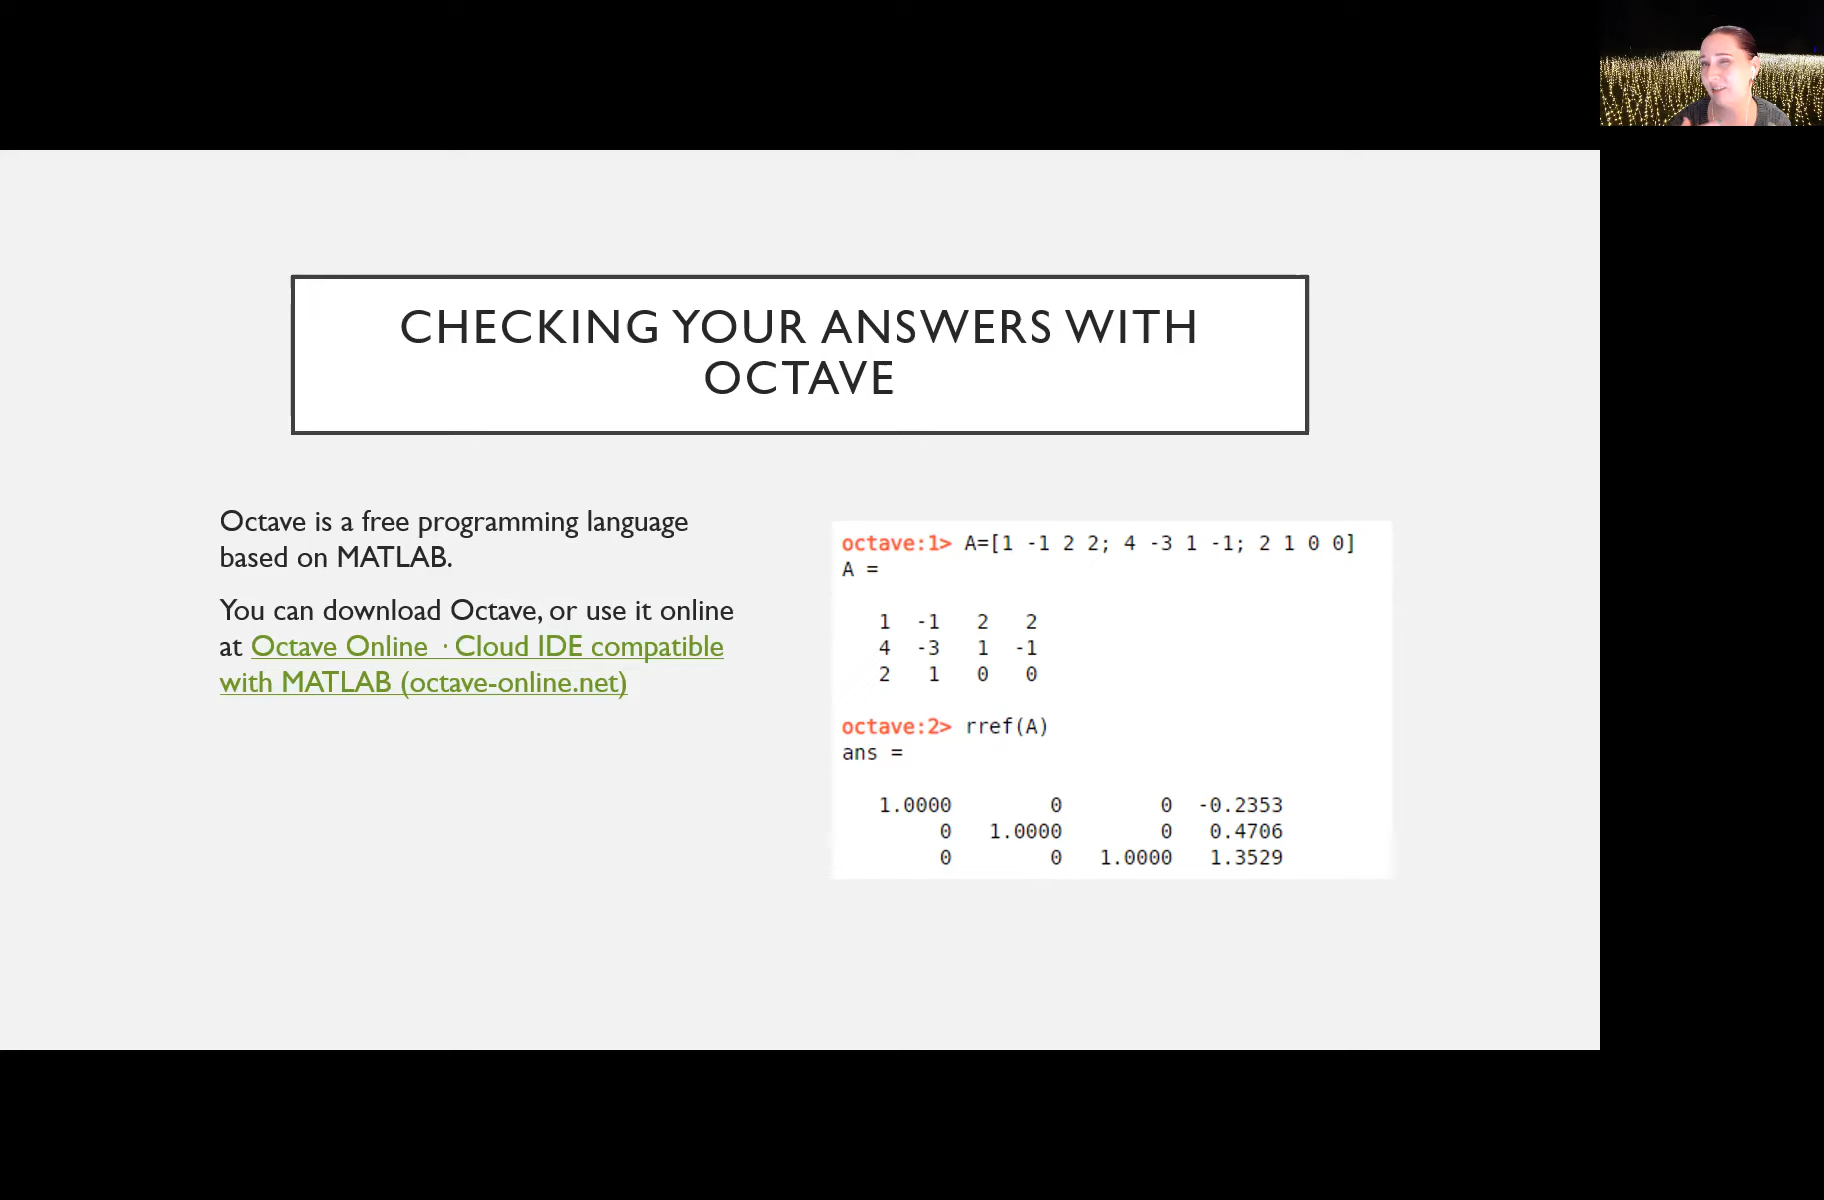 CHECKING YOUR ANSWERS WITH
OCTAVE
Octave is a free programming language
based on MATLAB.
You can download Octave, or use it online
at Octave Online · Cloud IDE compatible
with MATLAB (octave-online.net)
octave:1> A=[1 -1 2 2; 4 -3 1 -1; 2 1 0 0]
A =
1 -1 2 2
4 -3 1 -1
2 1 0 0
octave:2> rref(A)
ans =
1.0000 0 0 -0.2353
0 1.0000 0 0.4706
0 0 1.0000 1.3529